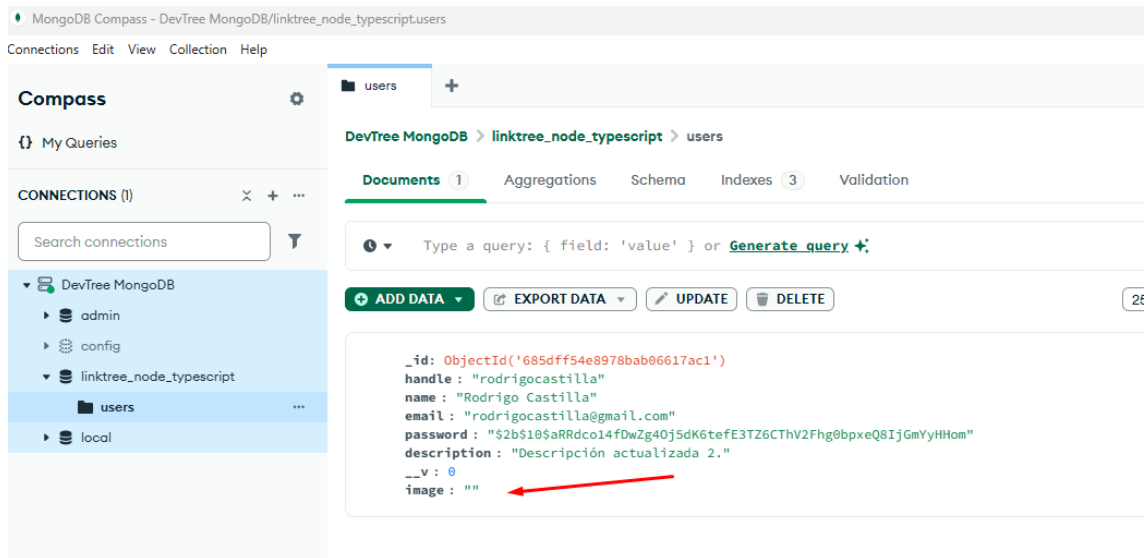 MongoDB Compass - DevTree MongoDB/linktree_node_typescript.users
Connections Edit View Collection Help
Compass
{} My Queries
CONNECTIONS (1)
Search connections
DevTree MongoDB
admin
config
linktree_node_typescript
users
local
users
DevTree MongoDB > linktree_node_typescript > users
Documents 1 Aggregations Schema Indexes 3 Validation
Type a query: { field: 'value' } or Generate query
ADD DATA EXPORT DATA UPDATE DELETE 25
_id: ObjectId('685dff54e8978bab06617ac1')
handle : "rodrigocastilla"
name : "Rodrigo Castilla"
email : "rodrigocastilla@gmail.com"
password : "$2b$10$aRRdco14fDwZg4Oj5dK6tefE3TZ6CThV2Fhg0bpxeQ8IjGmYyHHom"
description : "Descripción actualizada 2."
__v : 0
image : ""